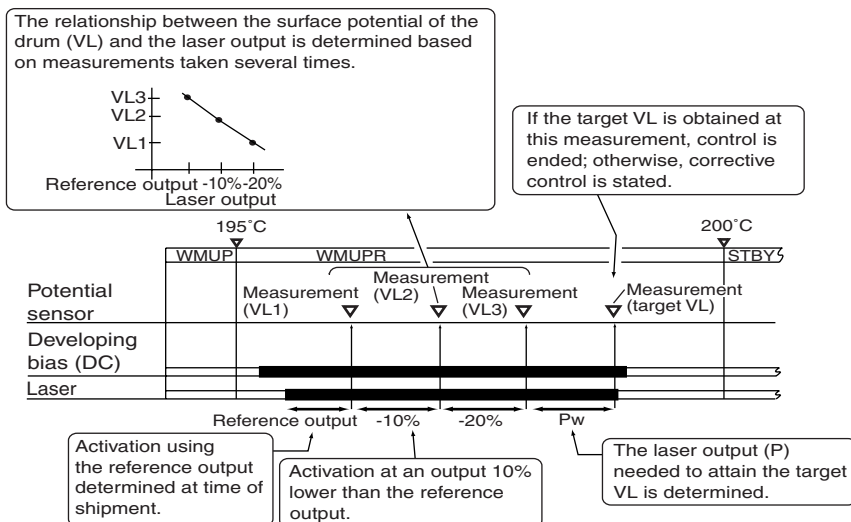 The relationship between the surface potential of the
drum (VL) and the laser output is determined based
on measurements taken several times.
VL3
VL2
VL1
Reference output -10% -20%
Laser output
If the target VL is obtained at
this measurement, control is
ended; otherwise, corrective
control is stated.
195˚C
200˚C
WMUP
WMUPR
STBY
Potential
sensor
Measurement
(VL1)
Measurement
(VL2)
Measurement
(VL3)
Measurement
(target VL)
Developing
bias (DC)
Laser
Reference output
-10%
-20%
Pw
Activation using
the reference output
determined at time of
shipment.
Activation at an output 10%
lower than the reference
output.
The laser output (P)
needed to attain the target
VL is determined.